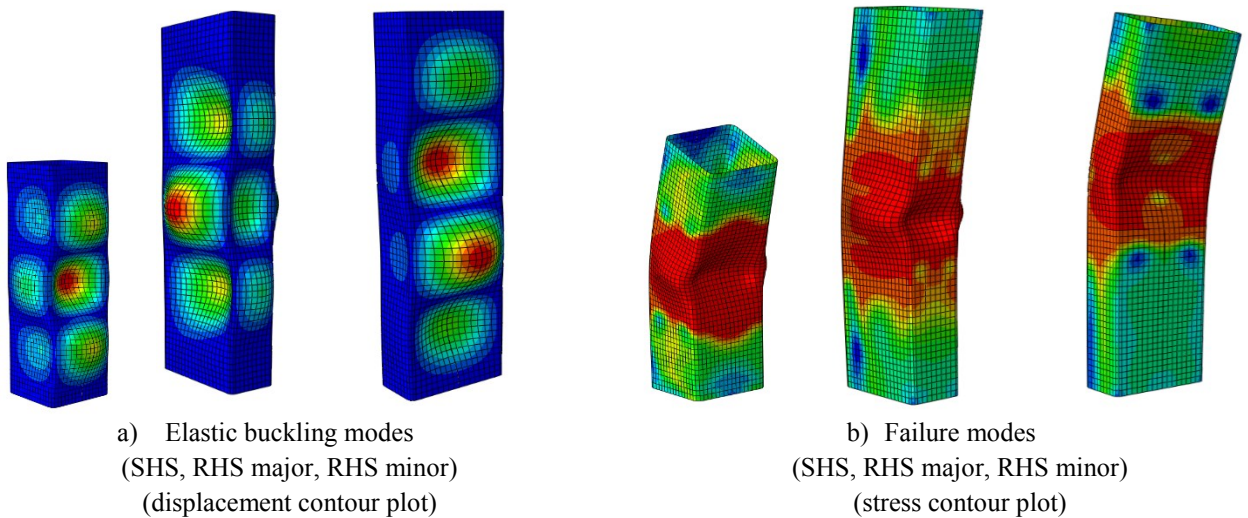 a) Elastic buckling modes
(SHS, RHS major, RHS minor)
(displacement contour plot)
b) Failure modes
(SHS, RHS major, RHS minor)
(stress contour plot)